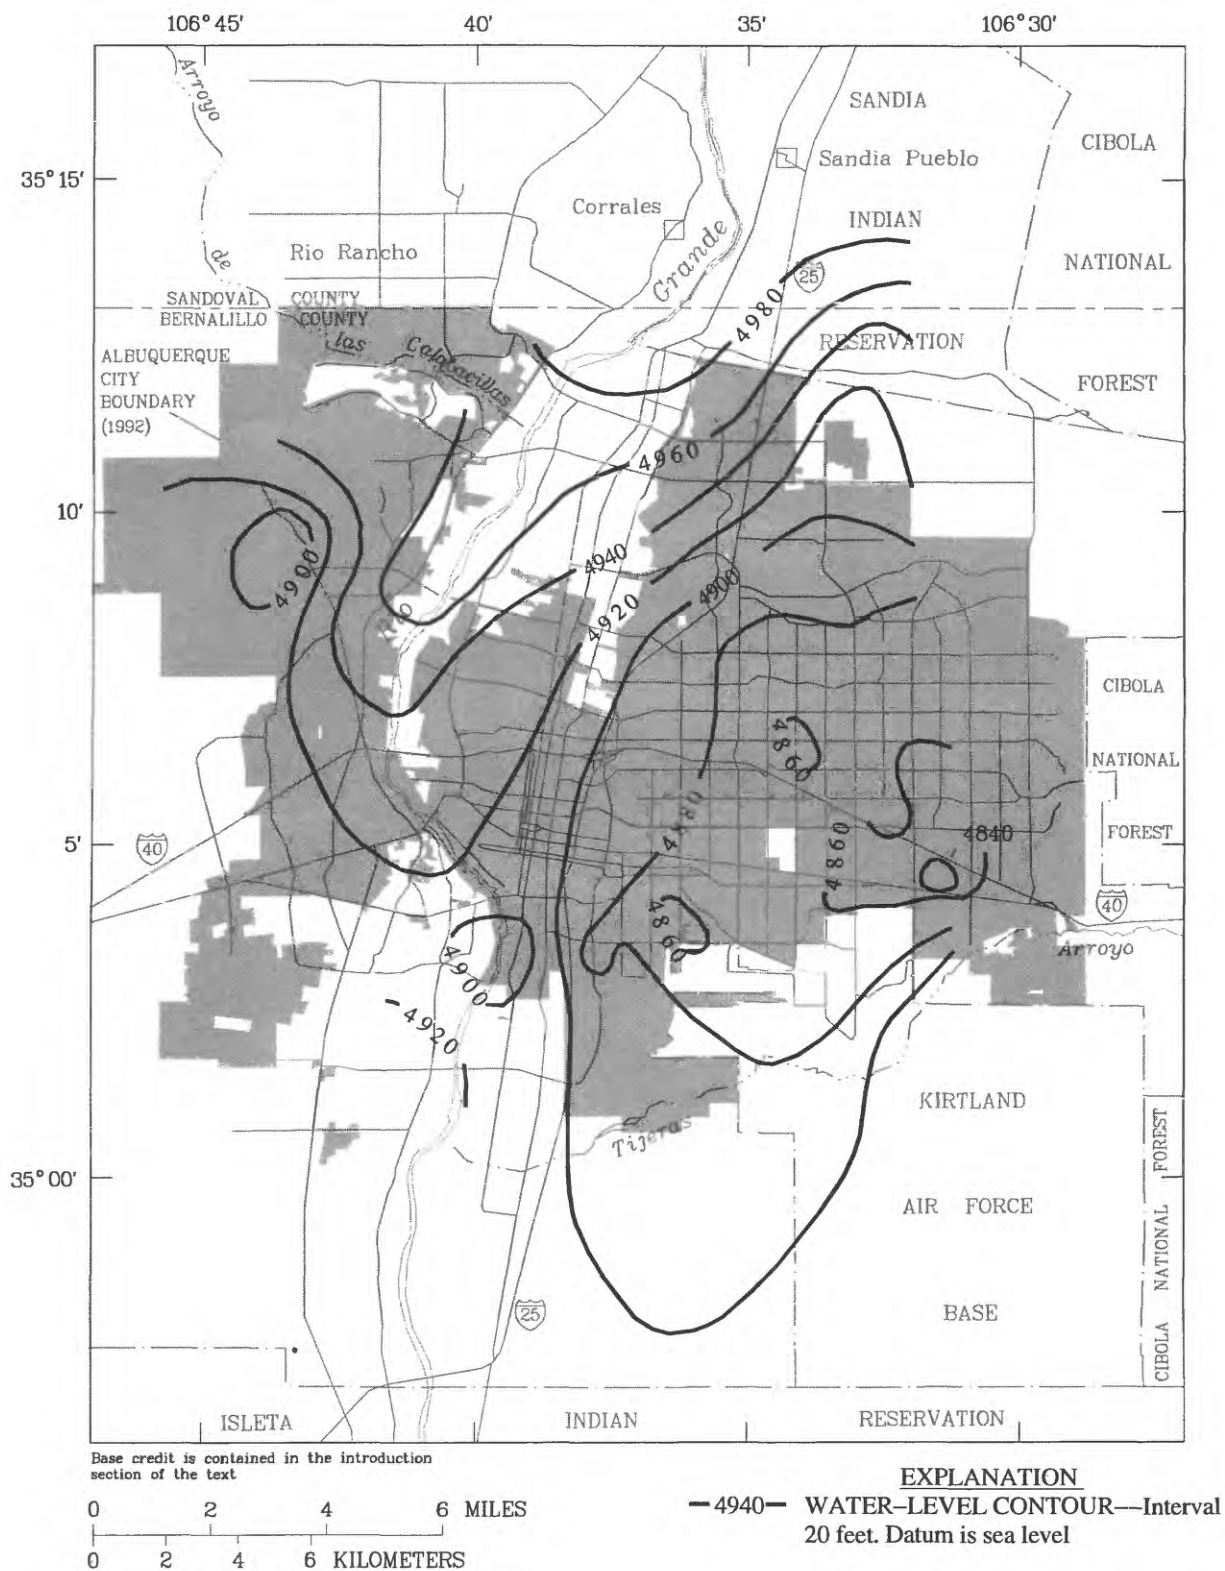 106°45' 40' 35' 106°30'
Arroyo
SANDIA
CIBOLA
Sandia Pueblo
35°15'
Corrales
INDIAN
de
Rio Rancho
Grande
25
NATIONAL
SANDOVAL COUNTY
BERNALILLO COUNTY
4980
las
RESERVATION
Calabacillas
ALBUQUERQUE
CITY
BOUNDARY
(1992)
FOREST
4960
10'
4900
4940
4900
4920
Rio
CIBOLA
4860
NATIONAL
4880
4860
4840
FOREST
5'
40
40
4860
Arroyo
4900
4920
KIRTLAND
Tijeras
35°00'
AIR FORCE
25
BASE
CIBOLA NATIONAL FOREST
ISLETA INDIAN RESERVATION
Base credit is contained in the introduction
section of the text
0 2 4 6 MILES
0 2 4 6 KILOMETERS
EXPLANATION
—4940— WATER–LEVEL CONTOUR—Interval
20 feet. Datum is sea level